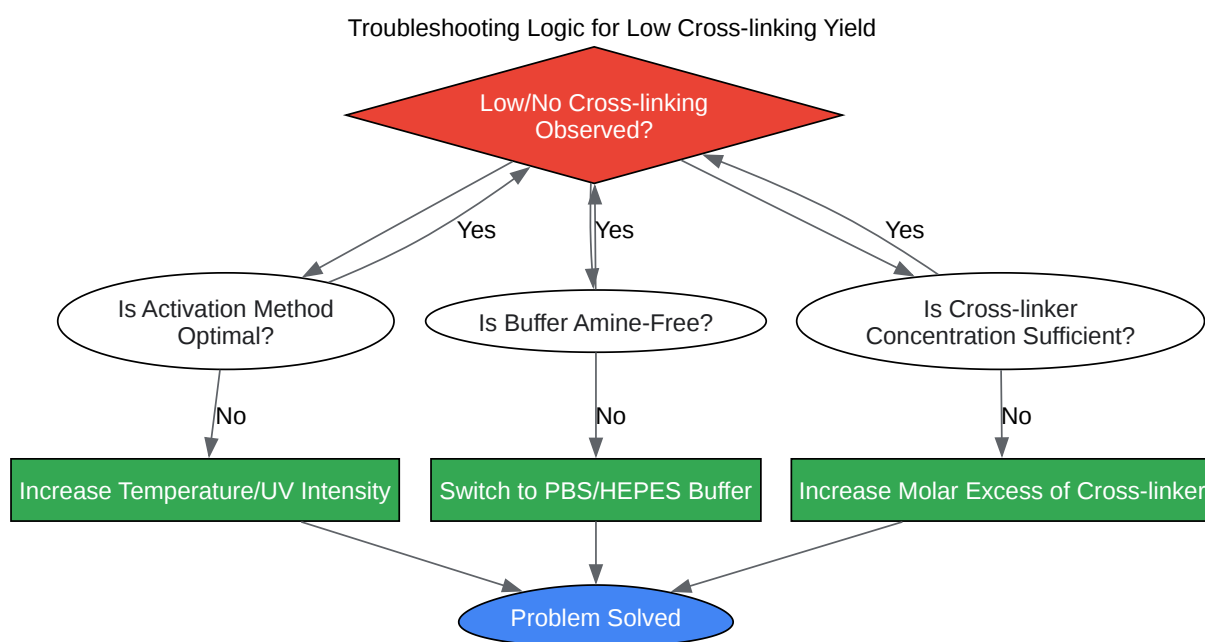 Troubleshooting Logic for Low Cross-linking Yield
Low/No Cross-linking
Observed?
Yes
Yes
Yes
Is Activation Method
Optimal?
Is Buffer Amine-Free?
Is Cross-linker
Concentration Sufficient?
No
No
No
Increase Temperature/UV Intensity
Switch to PBS/HEPES Buffer
Increase Molar Excess of Cross-linker
Problem Solved